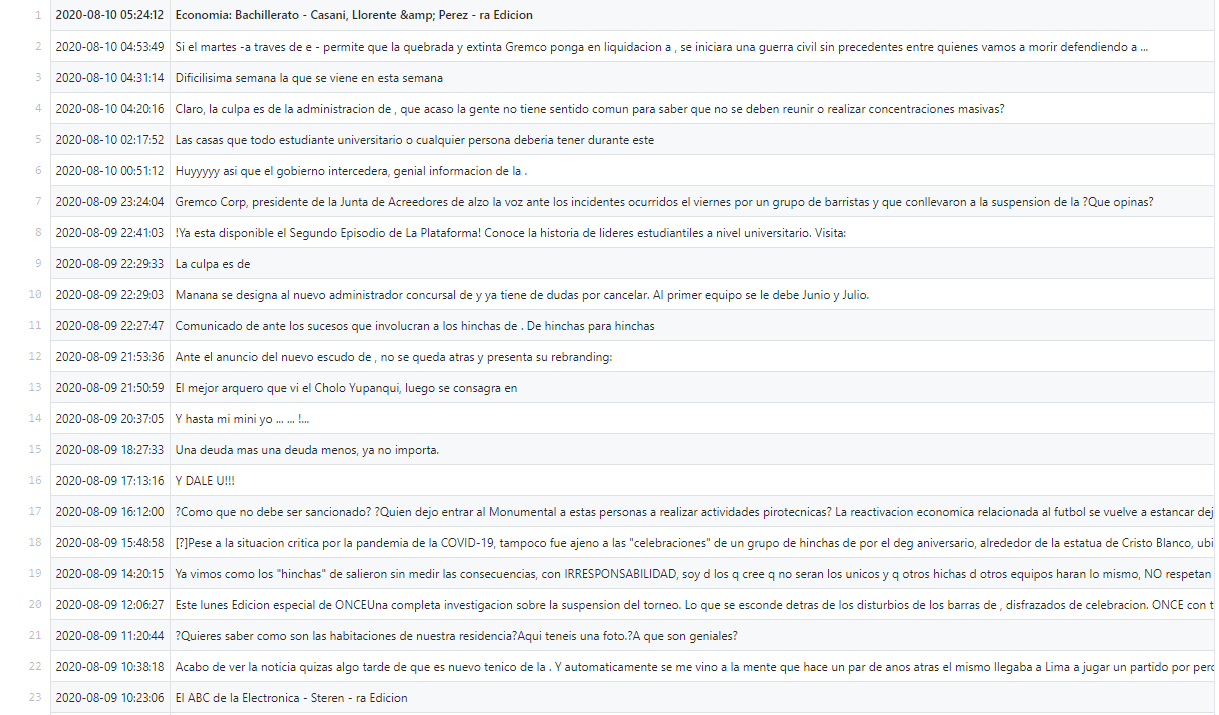 1 2020-08-10 05:24:12 Economia: Bachillerato - Casani, Llorente &amp; Perez - ra Edicion
2 2020-08-10 04:53:49 Si el martes -a traves de e - permite que la quebrada y extinta Gremco ponga en liquidacion a , se iniciara una guerra civil sin precedentes entre quienes vamos a morir defendiendo a ...
3 2020-08-10 04:31:14 Dificilisima semana la que se viene en esta semana
4 2020-08-10 04:20:16 Claro, la culpa es de la administracion de , que acaso la gente no tiene sentido comun para saber que no se deben reunir o realizar concentraciones masivas?
5 2020-08-10 02:17:52 Las casas que todo estudiante universitario o cualquier persona deberia tener durante este
6 2020-08-10 00:51:12 Huyyyyy asi que el gobierno intercedera, genial informacion de la .
7 2020-08-09 23:24:04 Gremco Corp, presidente de la Junta de Acreedores de alzo la voz ante los incidentes ocurridos el viernes por un grupo de barristas y que conllevaron a la suspension de la ?Que opinas?
8 2020-08-09 22:41:03 !Ya esta disponible el Segundo Episodio de La Plataforma! Conoce la historia de lideres estudiantiles a nivel universitario. Visita:
9 2020-08-09 22:29:33 La culpa es de
10 2020-08-09 22:29:03 Manana se designa al nuevo administrador concursal de y ya tiene de dudas por cancelar. Al primer equipo se le debe Junio y Julio.
11 2020-08-09 22:27:47 Comunicado de ante los sucesos que involucran a los hinchas de . De hinchas para hinchas
12 2020-08-09 21:53:36 Ante el anuncio del nuevo escudo de , no se queda atras y presenta su rebranding:
13 2020-08-09 21:50:59 El mejor arquero que vi el Cholo Yupanqui, luego se consagra en
14 2020-08-09 20:37:05 Y hasta mi mini yo ... ... !...
15 2020-08-09 18:27:33 Una deuda mas una deuda menos, ya no importa.
16 2020-08-09 17:13:16 Y DALE U!!!
17 2020-08-09 16:12:00 ?Como que no debe ser sancionado? ?Quien dejo entrar al Monumental a estas personas a realizar actividades pirotecnicas? La reactivacion economica relacionada al futbol se vuelve a estancar dej
18 2020-08-09 15:48:58 [?]Pese a la situacion critica por la pandemia de la COVID-19, tampoco fue ajeno a las "celebraciones" de un grupo de hinchas de por el deg aniversario, alrededor de la estatua de Cristo Blanco, ubi
19 2020-08-09 14:20:15 Ya vimos como los "hinchas" de salieron sin medir las consecuencias, con IRRESPONSABILIDAD, soy d los q cree q no seran los unicos y q otros hichas d otros equipos haran lo mismo, NO respetan
20 2020-08-09 12:06:27 Este lunes Edicion especial de ONCEUna completa investigacion sobre la suspension del torneo. Lo que se esconde detras de los disturbios de los barras de , disfrazados de celebracion. ONCE con t
21 2020-08-09 11:20:44 ?Quieres saber como son las habitaciones de nuestra residencia?Aqui teneis una foto.?A que son geniales?
22 2020-08-09 10:38:18 Acabo de ver la noticia quizas algo tarde de que es nuevo tenico de la . Y automaticamente se me vino a la mente que hace un par de anos atras el mismo llegaba a Lima a jugar un partido por perd
23 2020-08-09 10:23:06 El ABC de la Electronica - Steren - ra Edicion